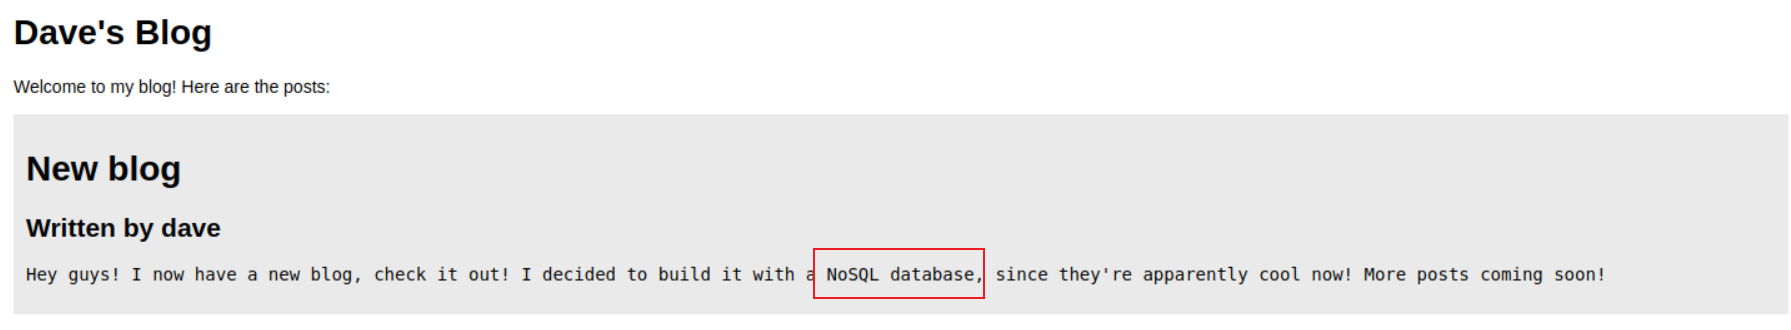 Dave's Blog
Welcome to my blog! Here are the posts:
New blog
Written by dave
Hey guys! I now have a new blog, check it out! I decided to build it with a NoSQL database, since they're apparently cool now! More posts coming soon!